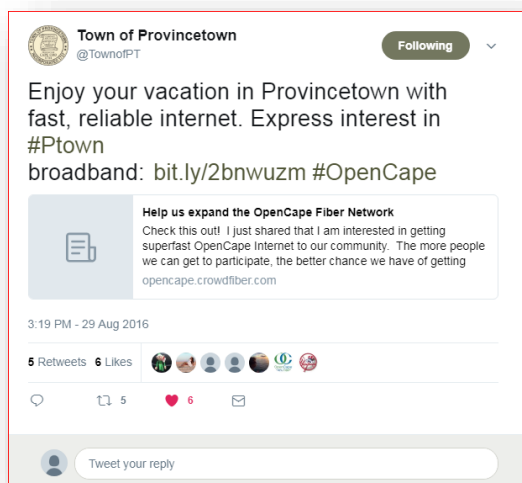 Town of Provincetown
@TownofPT
Following
Enjoy your vacation in Provincetown with
fast, reliable internet. Express interest in
#Ptown
broadband: bit.ly/2bnwuzm #OpenCape
Help us expand the OpenCape Fiber Network
Check this out! I just shared that I am interested in getting
superfast OpenCape Internet to our community. The more people
we can get to participate, the better chance we have of getting
opencape.crowdfiber.com
3:19 PM - 29 Aug 2016
5 Retweets 6 Likes
5 6
Tweet your reply